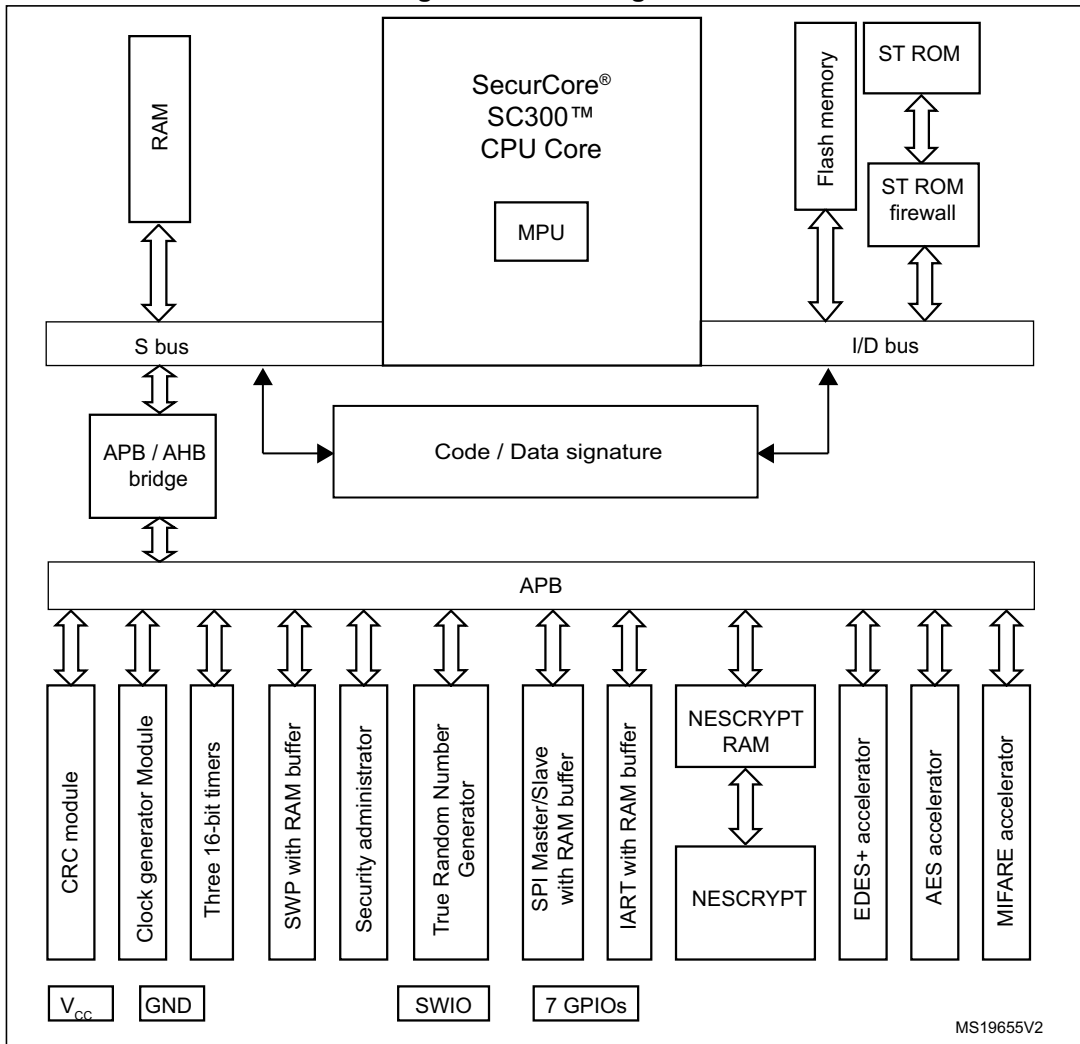 RAM
SecurCore®
SC300™
CPU Core
MPU
Flash memory
ST ROM
ST ROM
firewall
S bus
I/D bus
APB / AHB
bridge
Code / Data signature
APB
CRC module
Clock generator Module
Three 16-bit timers
SWP with RAM buffer
Security administrator
True Random Number
Generator
SPI Master/Slave
with RAM buffer
IART with RAM buffer
NESCRYPT
RAM
NESCRYPT
EDES+ accelerator
AES accelerator
MIFARE accelerator
VCC
GND
SWIO
7 GPIOs
MS19655V2